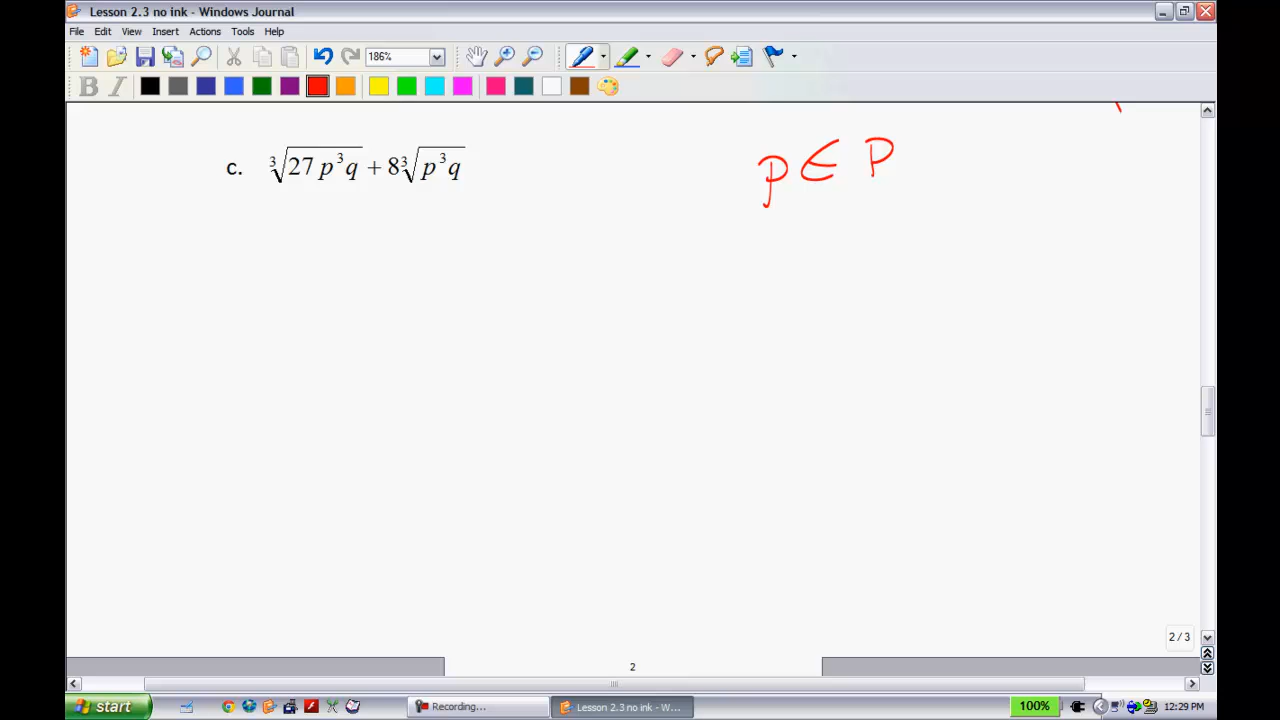 Lesson 2.3 no ink - Windows Journal
File Edit View Insert Actions Tools Help
186%
B I
c. ∛(27p³q) + 8∛(p³q)
p ∈ P
2 / 3
2
start
Recording...
Lesson 2.3 no ink - W...
100%
12:29 PM